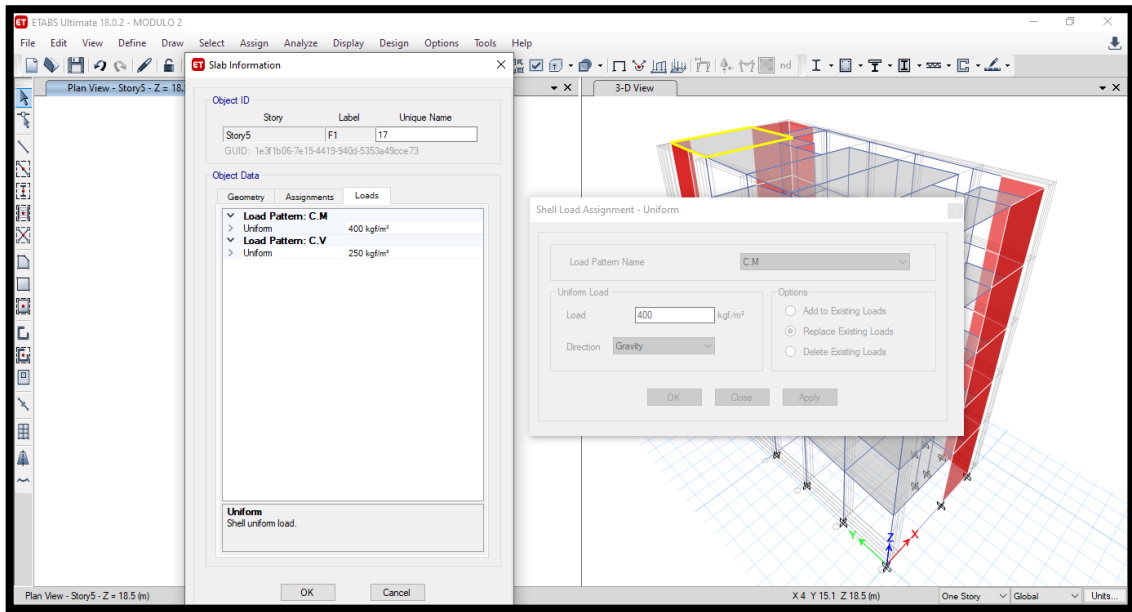 ETABS Ultimate 18.0.2 - MODULO 2
File Edit View Define Draw Select Assign Analyze Display Design Options Tools Help
nd
Plan View - Story5 - Z = 18.
3-D View
Slab Information
Object ID
Story Label Unique Name
Story5 F1 17
GUID: 1e3f1b06-7e15-4419-940d-5353a49cce73
Object Data
Geometry Assignments Loads
Load Pattern: C.M
Uniform 400 kgf/m²
Load Pattern: C.V
Uniform 250 kgf/m²
Uniform
Shell uniform load.
OK Cancel
Shell Load Assignment - Uniform
Load Pattern Name C.M
Uniform Load
Load 400 kgf/m²
Direction Gravity
Options
Add to Existing Loads
Replace Existing Loads
Delete Existing Loads
OK Close Apply
Y Z X
Plan View - Story5 - Z = 18.5 (m)
X 4 Y 15.1 Z 18.5 (m)
One Story Global Units...